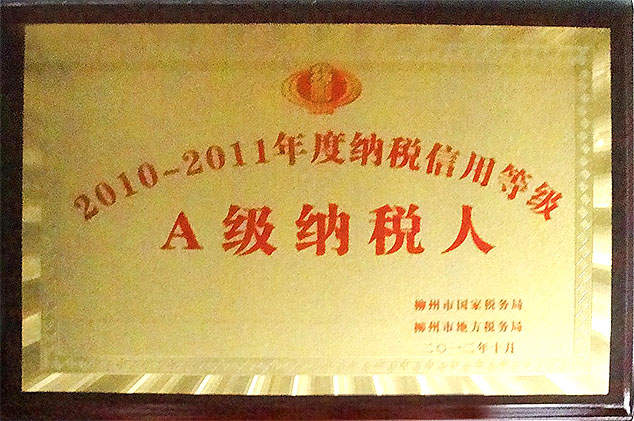 2010-2011年度纳税信用等级
A级纳税人
柳州市国家税务局
柳州市地方税务局
二〇一二年十月